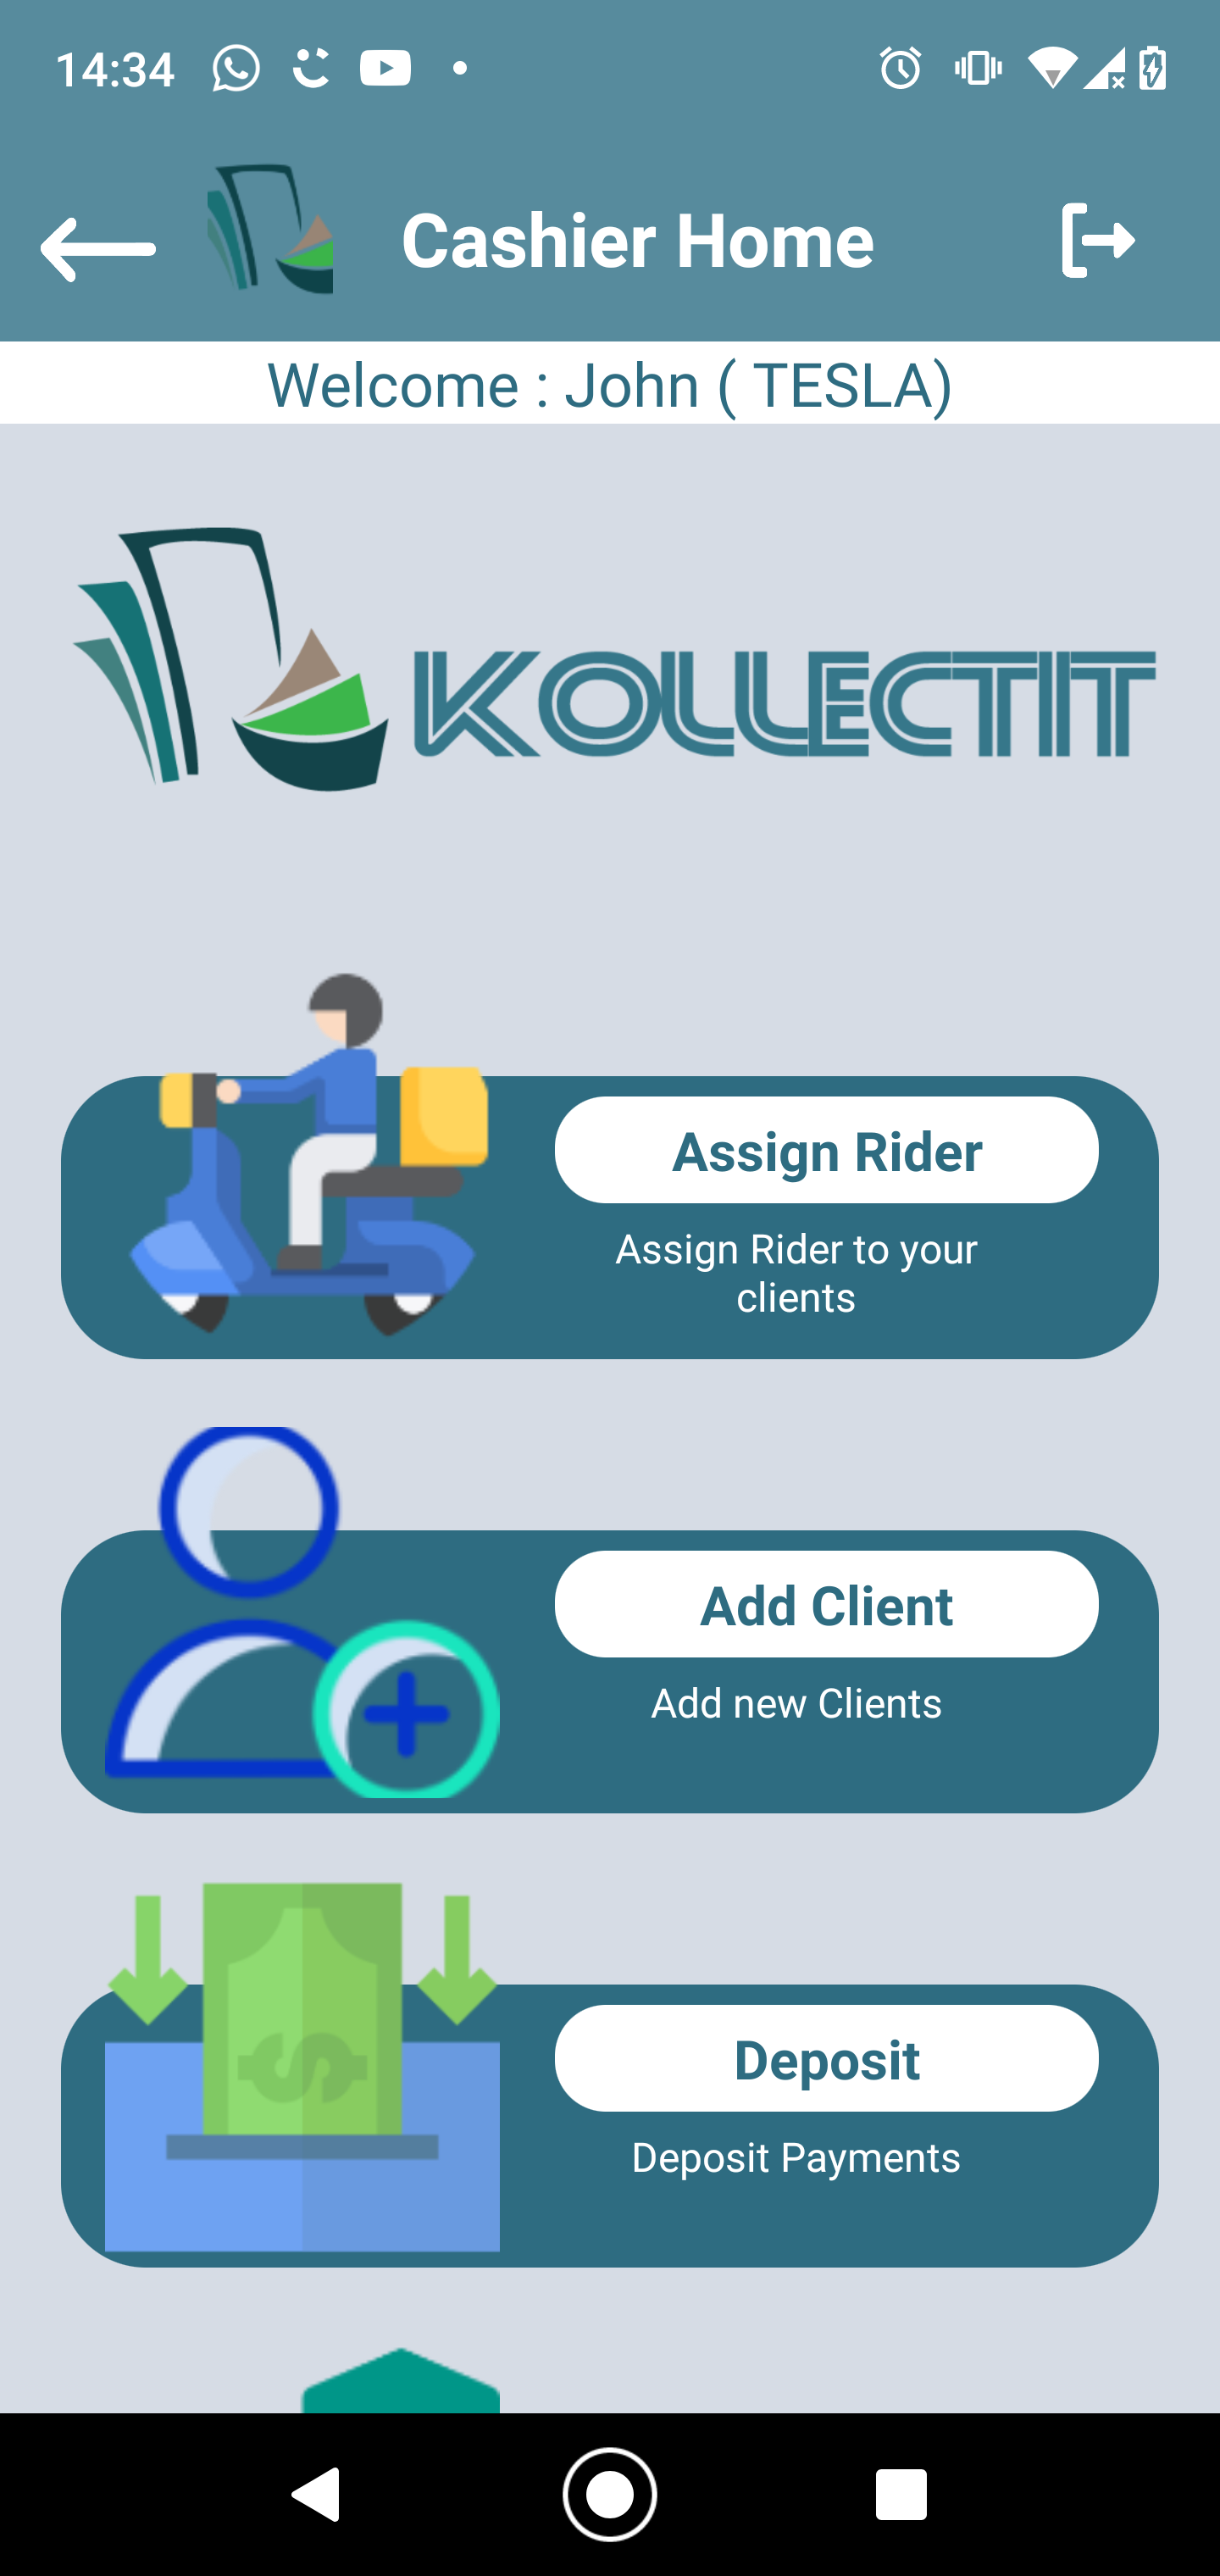 14:34
Cashier Home
Welcome : John ( TESLA)
KOLLECTIT
Assign Rider
Assign Rider to your
clients
Add Client
Add new Clients
$
Deposit
Deposit Payments